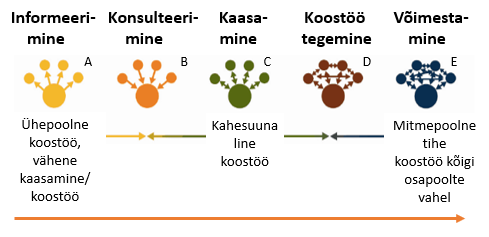 Informeeri-
mine
Konsulteeri-
mine
Kaasa-
mine
Koostöö
tegemine
Võimesta-
mine
A
B
C
D
E
Ühepoolne
koostöö,
vähene
kaasamine/
koostöö
Kahesuuna
line
koostöö
Mitmepoolne
tihe
koostöö kõigi
osapoolte
vahel